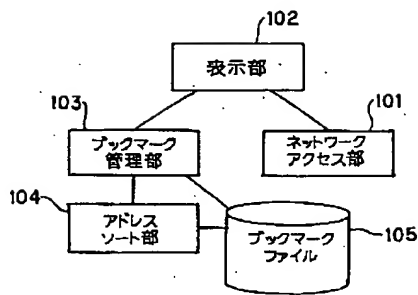 102
表示部
103
ブックマーク
管理部
101
ネットワーク
アクセス部
104
アドレス
ソート部
ブックマーク
ファイル
105